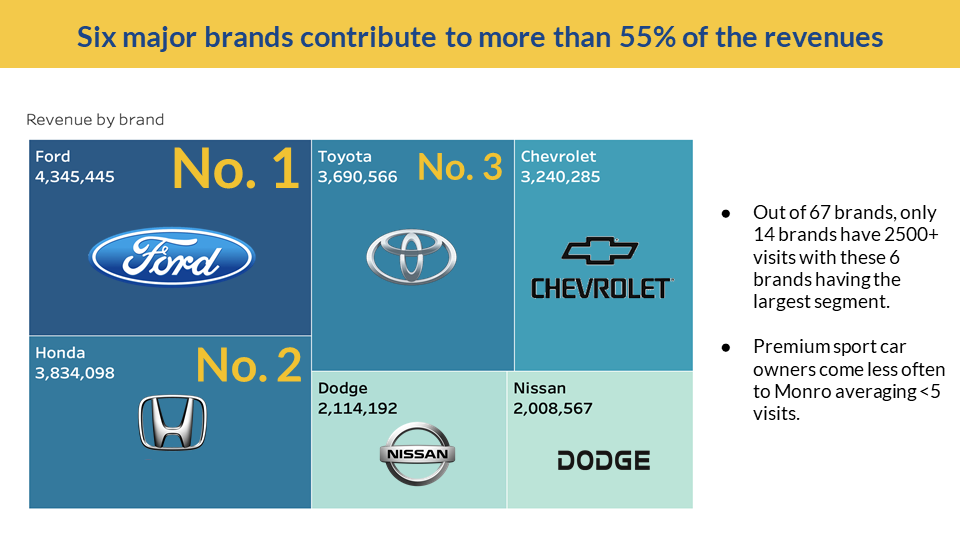 Six major brands contribute to more than 55% of the revenues
Revenue by brand
Ford
4,345,445
No. 1
Ford
Toyota
3,690,566
No. 3
Chevrolet
3,240,285
CHEVROLET
Honda
3,834,098
No. 2
Dodge
2,114,192
NISSAN
Nissan
2,008,567
DODGE
● Out of 67 brands, only
14 brands have 2500+
visits with these 6
brands having the
largest segment.
● Premium sport car
owners come less often
to Monro averaging <5
visits.